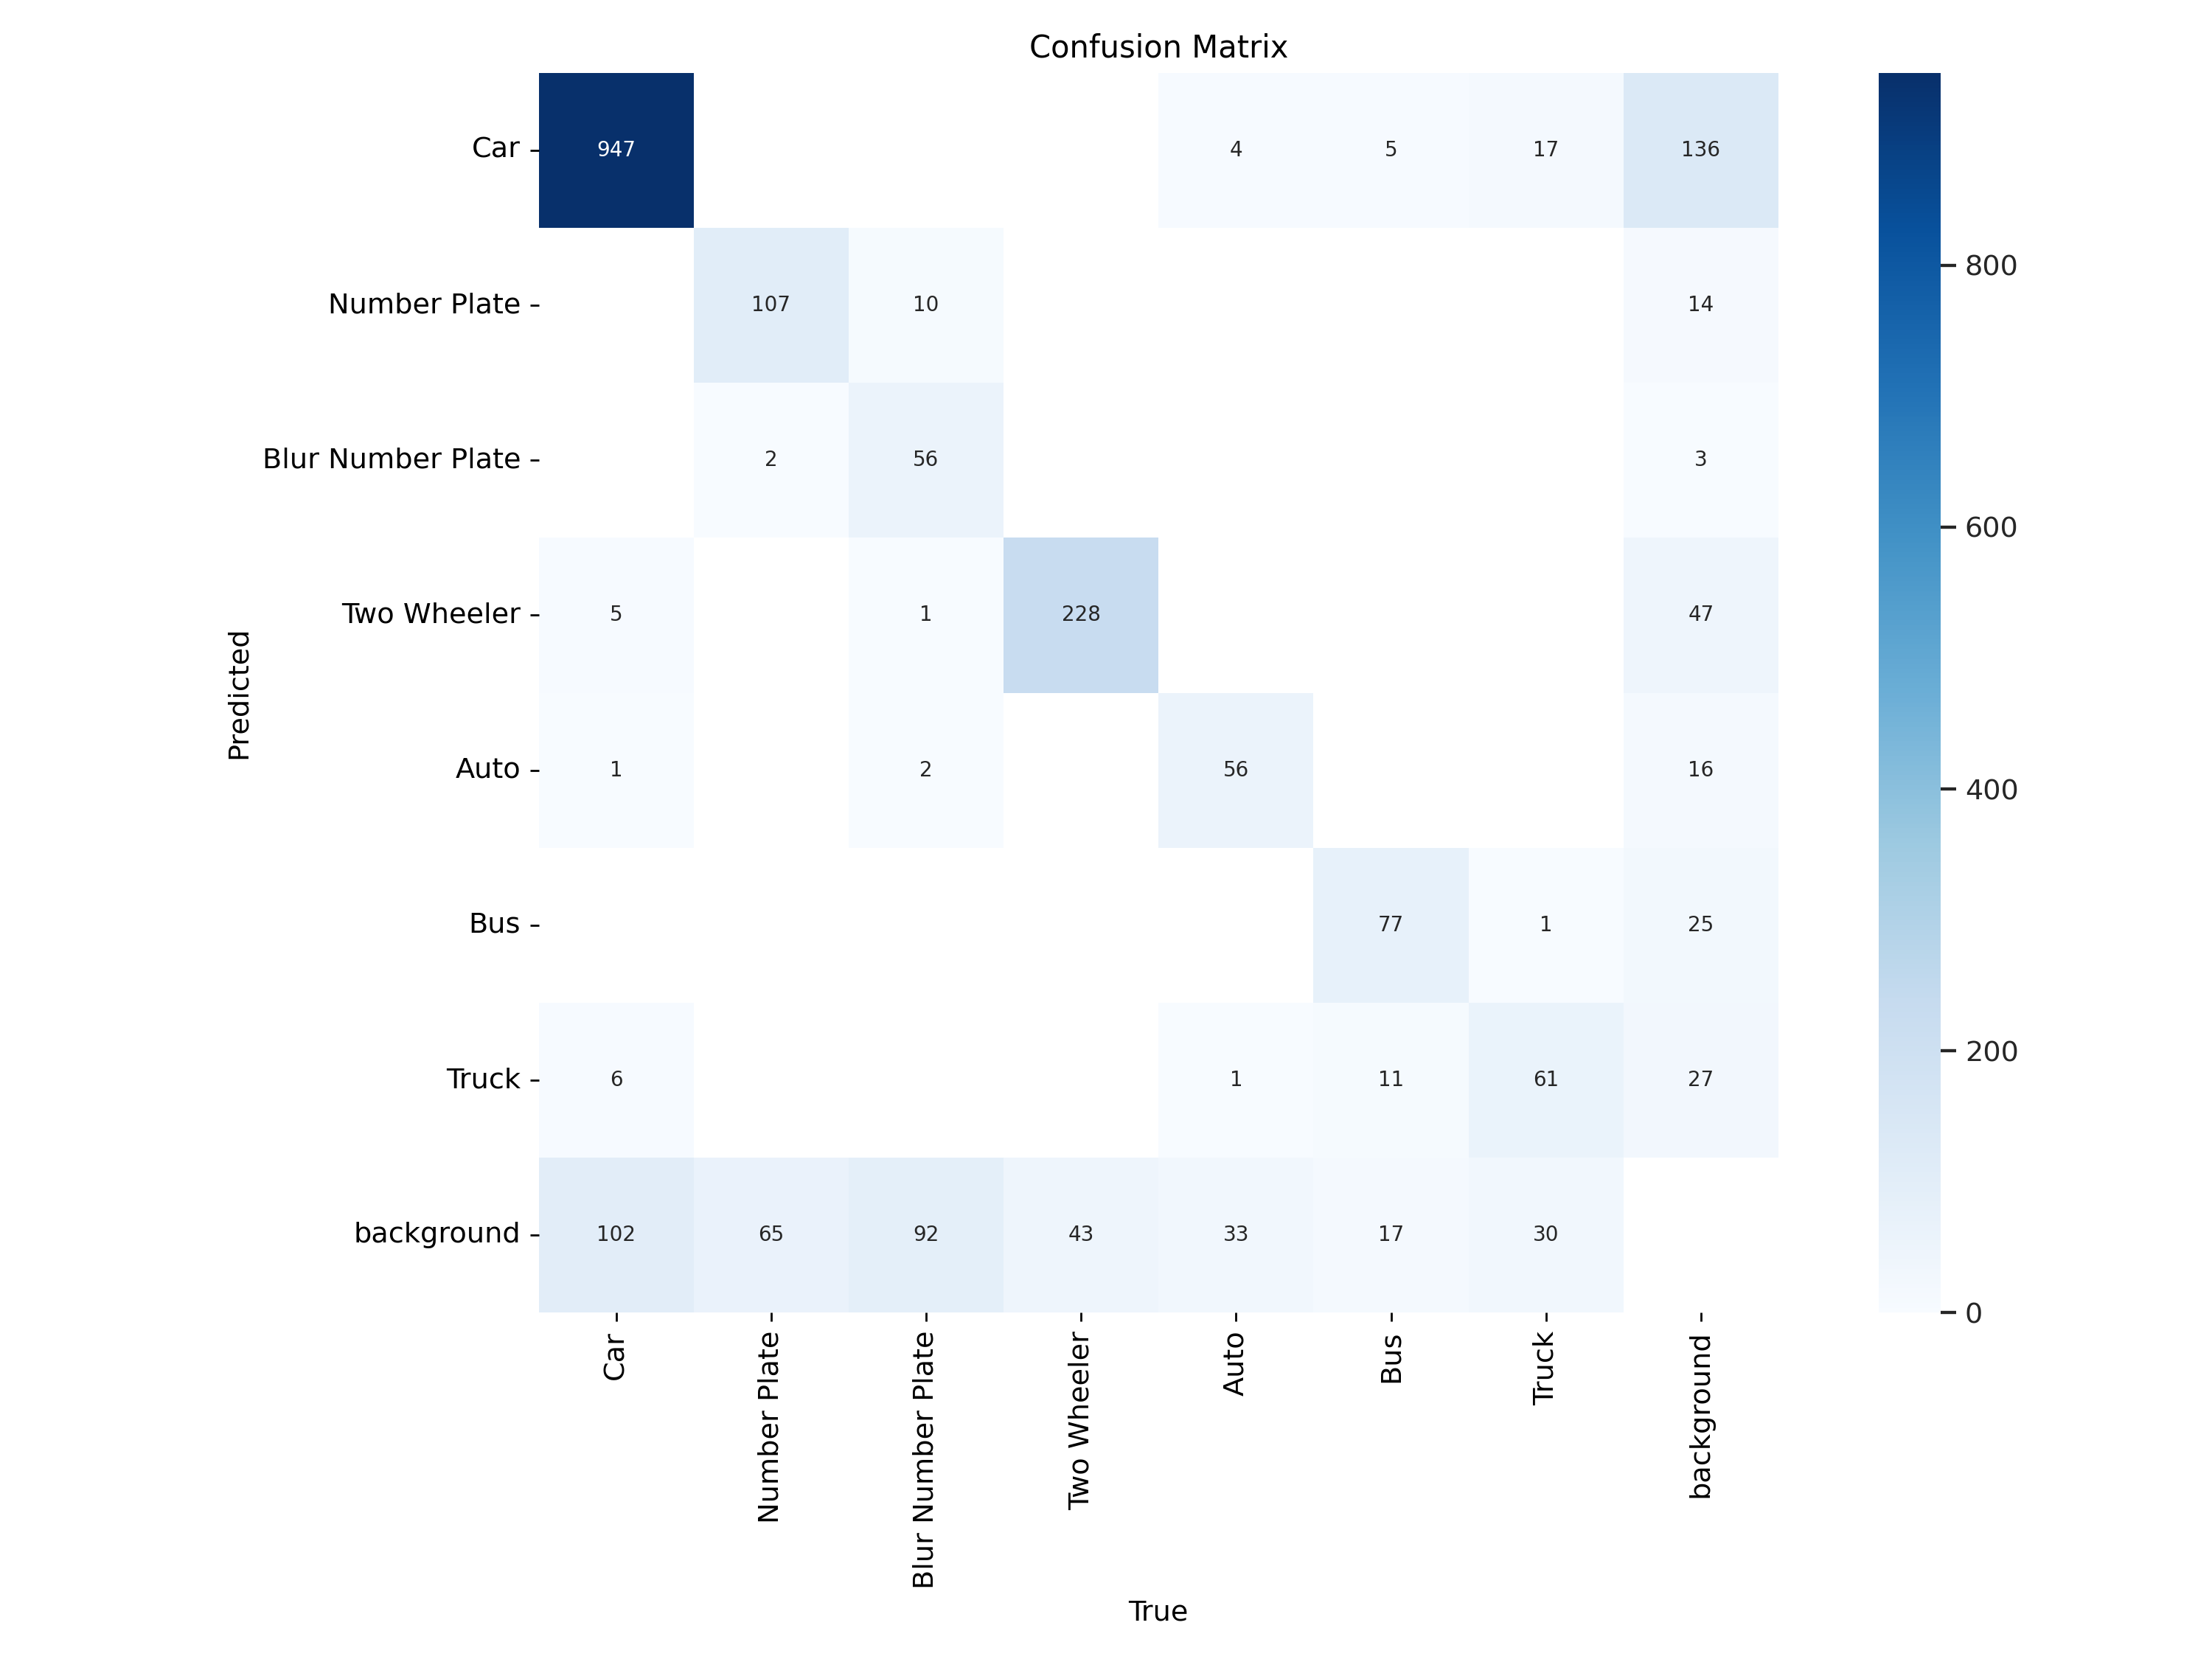 Confusion Matrix
Car
947
4
5
17
136
Number Plate
107
10
14
Blur Number Plate
2
56
3
Two Wheeler
5
1
228
47
Auto
1
2
56
16
Bus
77
1
25
Truck
6
1
11
61
27
background
102
65
92
43
33
17
30
Predicted
Car
Number Plate
Blur Number Plate
Two Wheeler
Auto
Bus
Truck
background
True
800
600
400
200
0